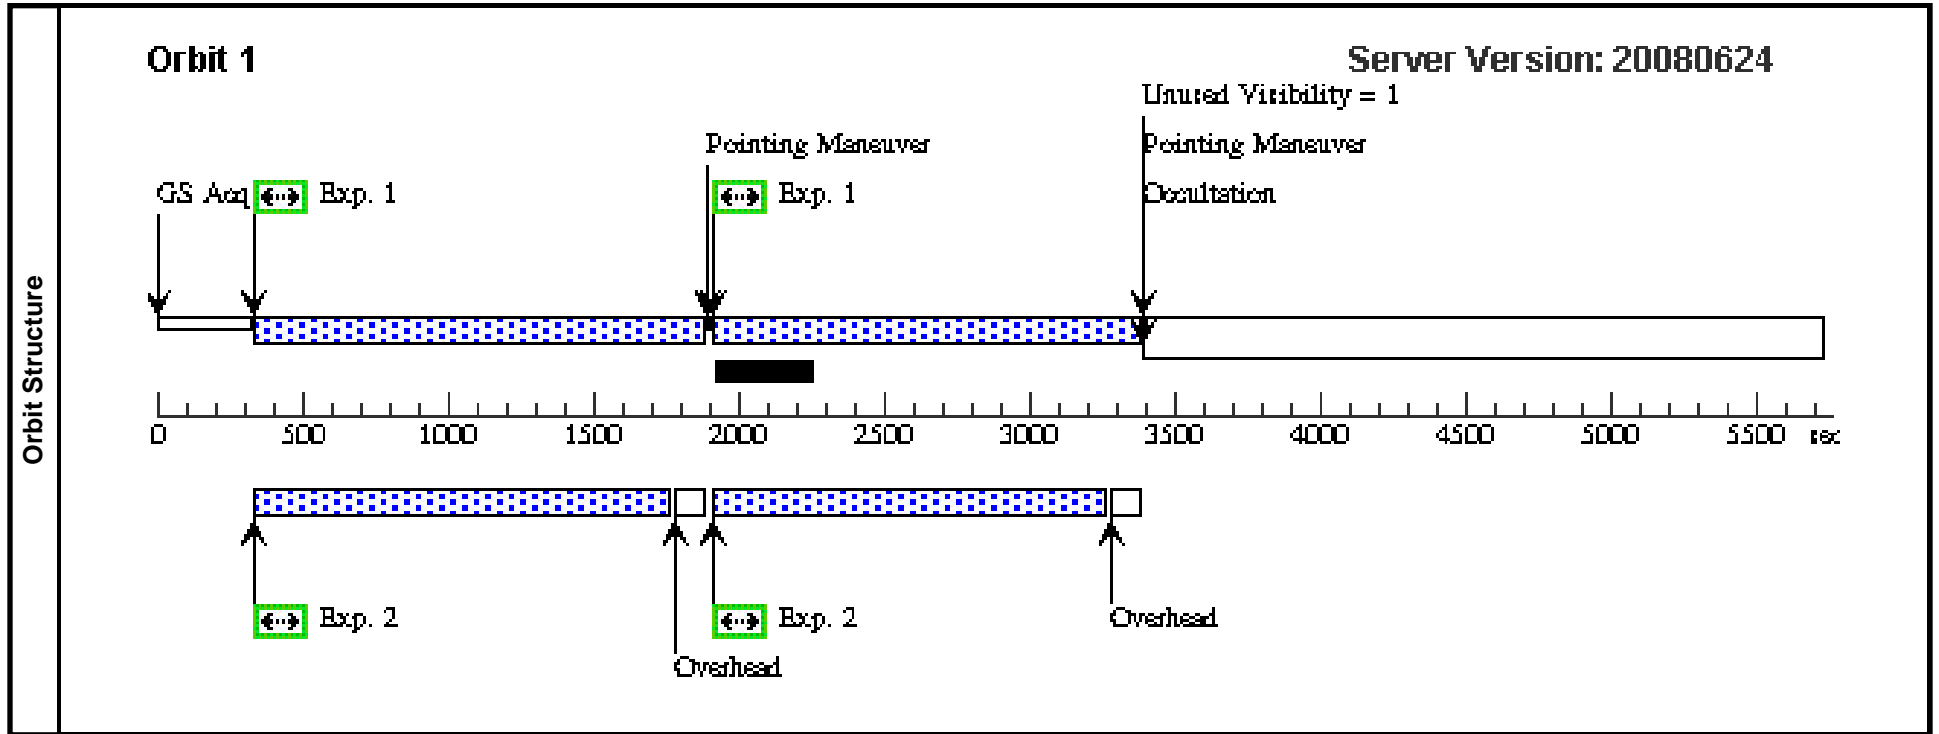 Orbit Structure
Orbit 1
Server Version: 20080624
Unused Visibility = 1
Pointing Maneuver
Pointing Maneuver
GS Acq
Exp. 1
Exp. 1
Occultation
0 500 1000 1500 2000 2500 3000 3500 4000 4500 5000 5500 sec
Exp. 2
Exp. 2
Overhead
Overhead